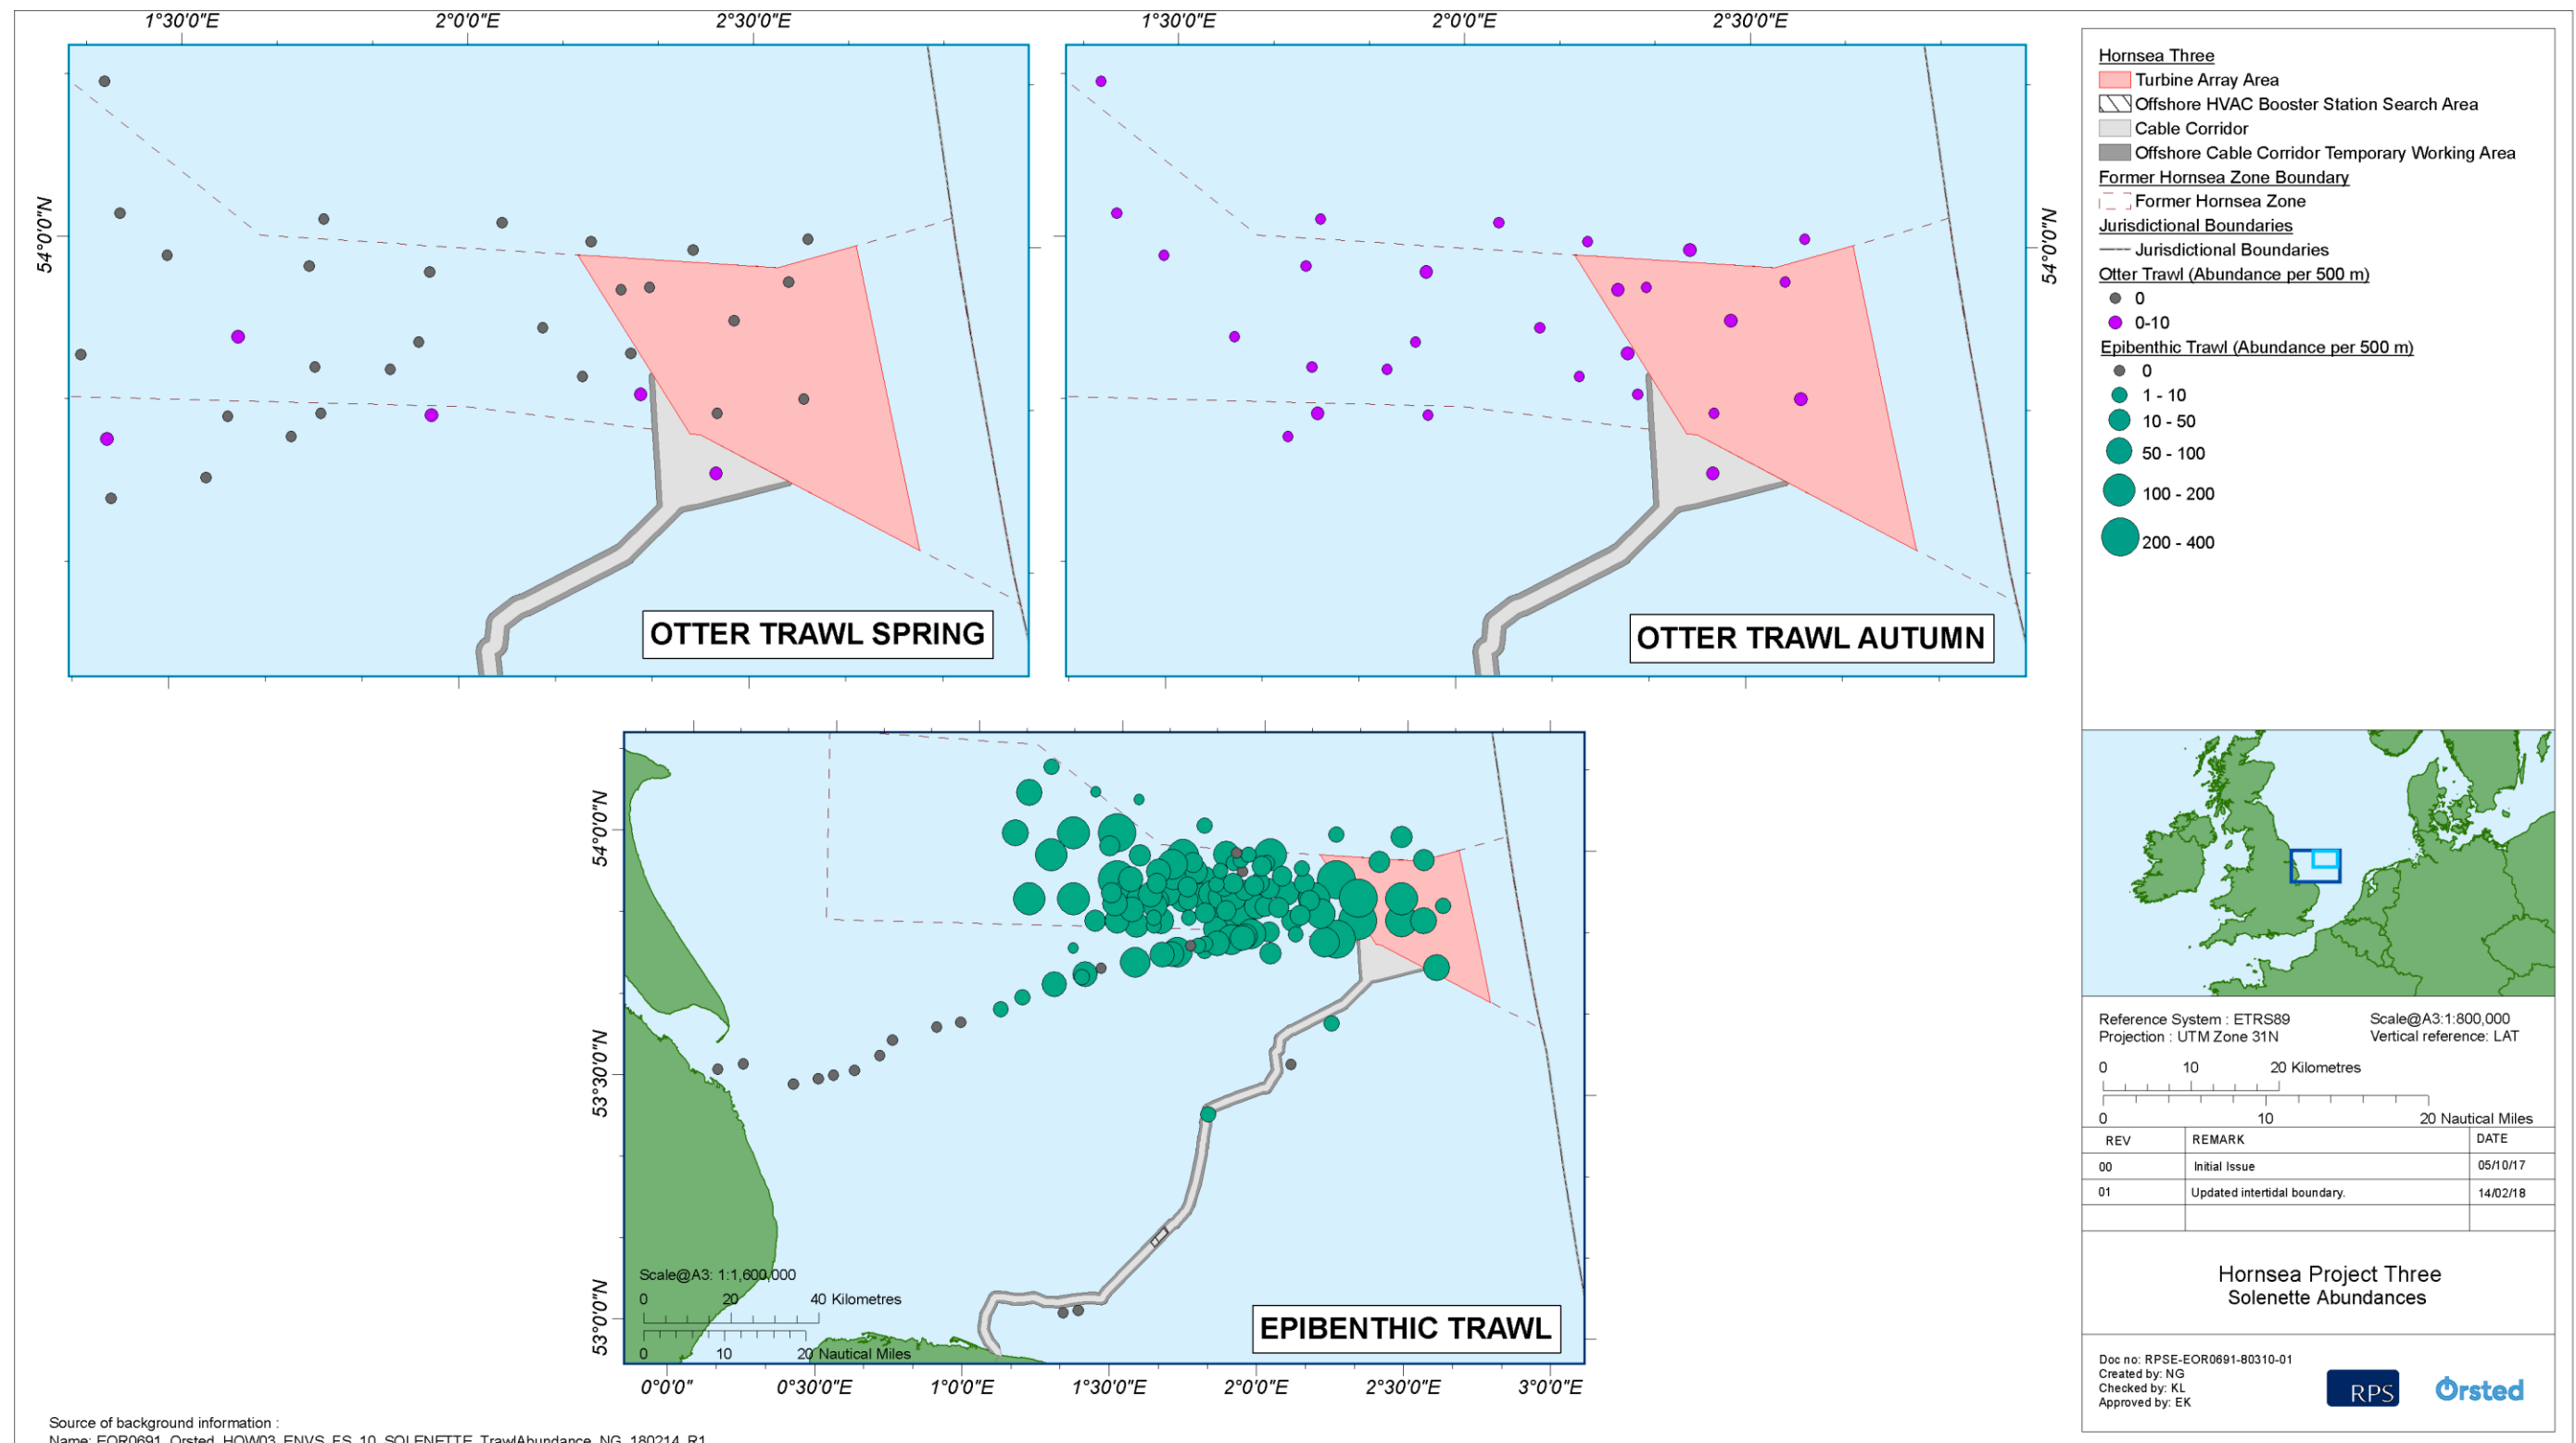 1°30'0"E 2°0'0"E 2°30'0"E
1°30'0"E 2°0'0"E 2°30'0"E
54°0'0"N
54°0'0"N
OTTER TRAWL SPRING
OTTER TRAWL AUTUMN
Hornsea Three
Turbine Array Area
Offshore HVAC Booster Station Search Area
Cable Corridor
Offshore Cable Corridor Temporary Working Area
Former Hornsea Zone Boundary
Former Hornsea Zone
Jurisdictional Boundaries
Jurisdictional Boundaries
Otter Trawl (Abundance per 500 m)
0
0-10
Epibenthic Trawl (Abundance per 500 m)
0
1 - 10
10 - 50
50 - 100
100 - 200
200 - 400
54°0'0"N
53°30'0"N
53°0'0"N
Scale@A3: 1:1,600,000
0 20 40 Kilometres
0 10 20 Nautical Miles
EPIBENTHIC TRAWL
0°0'0" 0°30'0"E 1°0'0"E 1°30'0"E 2°0'0"E 2°30'0"E 3°0'0"E
Reference System : ETRS89 Scale@A3:1:800,000
Projection : UTM Zone 31N Vertical reference: LAT
0 10 20 Kilometres
0 10 20 Nautical Miles
REV REMARK DATE
00 Initial Issue 05/10/17
01 Updated intertidal boundary. 14/02/18
Hornsea Project Three
Solenette Abundances
Doc no: RPSE-EOR0691-80310-01
Created by: NG
Checked by: KL
Approved by: EK
RPS
Ørsted
Source of background information :
Name: EOR0691_Orsted_HOW03_ENVS_ES_10_SOLENETTE_TrawlAbundance_NG_180214_R1